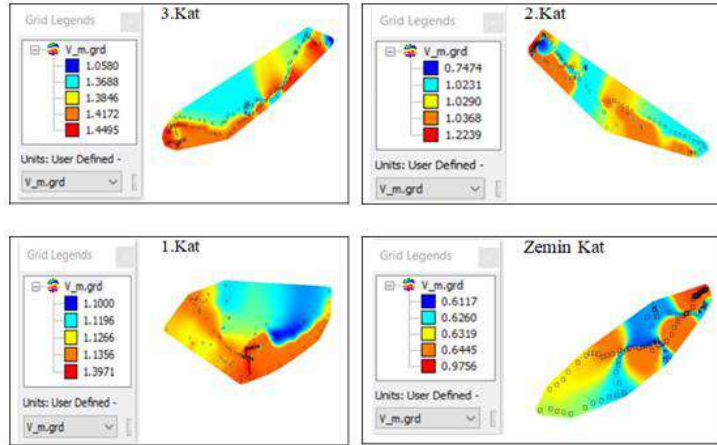 3.Kat
Grid Legends
V_m.grd
1.0580
1.3688
1.3846
1.4172
1.4495
Units: User Defined -
V_m.grd
2.Kat
Grid Legends
V_m.grd
0.7474
1.0231
1.0290
1.0368
1.2239
Units: User Defined -
V_m.grd
1.Kat
Grid Legends
V_m.grd
1.1000
1.1196
1.1266
1.1356
1.3971
Units: User Defined -
V_m.grd
Zemin Kat
Grid Legends
V_m.grd
0.6117
0.6260
0.6319
0.6445
0.9756
Units: User Defined -
V_m.grd